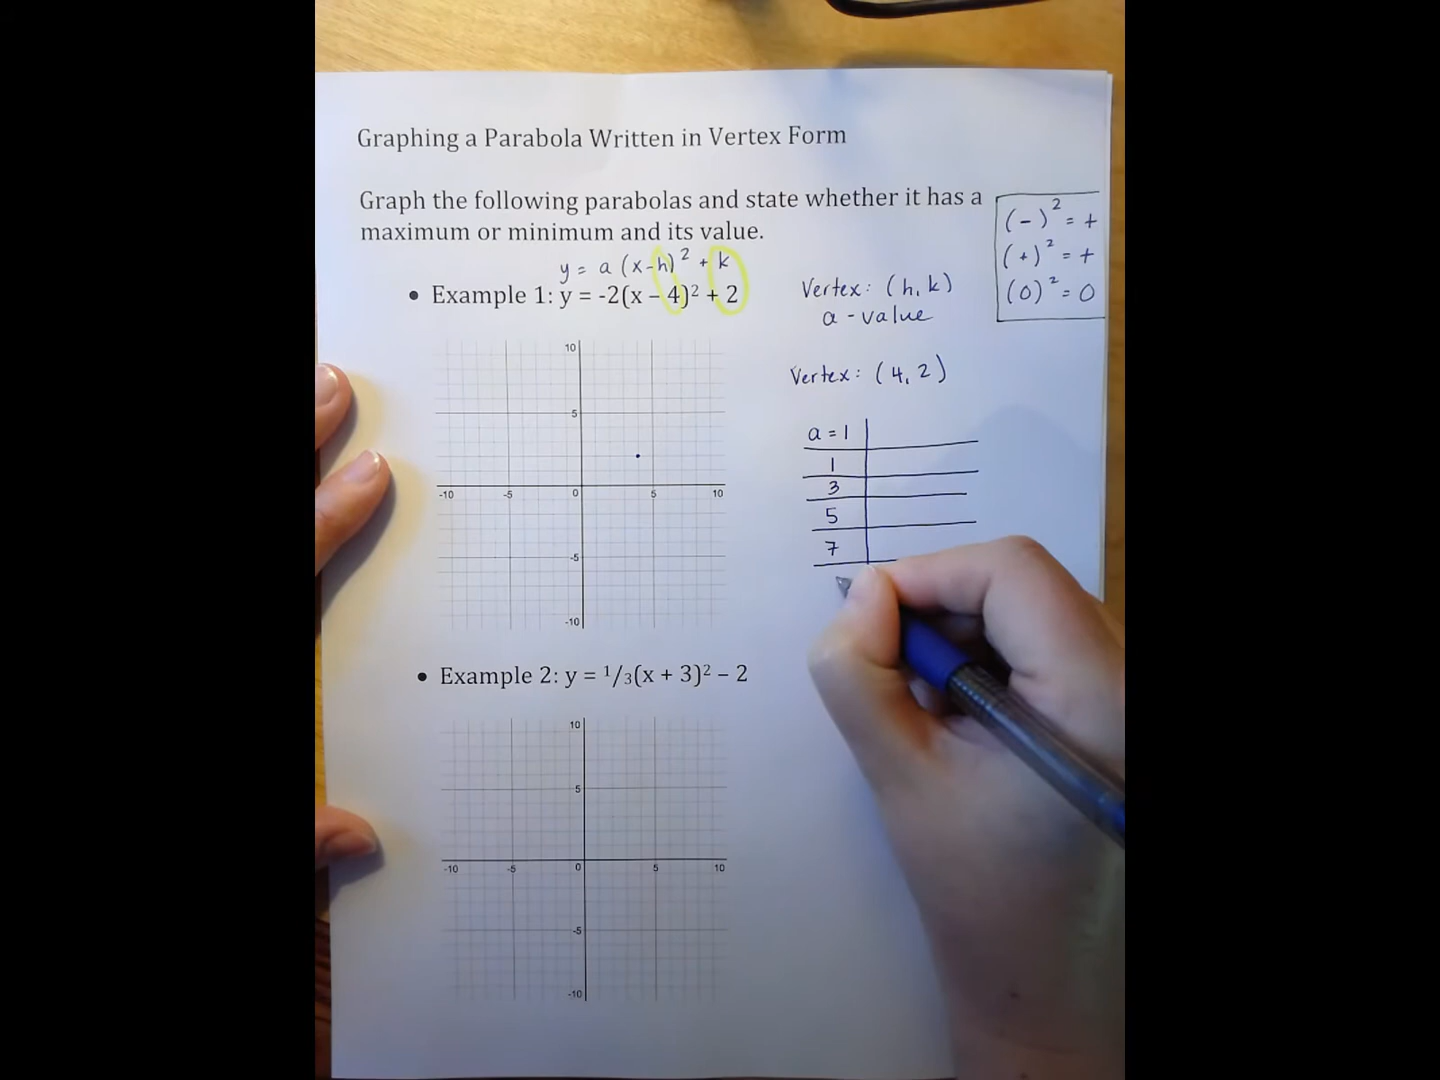 Graphing a Parabola Written in Vertex Form
Graph the following parabolas and state whether it has a
maximum or minimum and its value.
(-)² = +
(+)² = +
(0)² = 0
y = a (x-h)² + k
• Example 1: y = -2(x – 4)² + 2
Vertex: (h, k)
a - value
Vertex: (4, 2)
10
5
-10 -5 0 5 10
-5
-10
a = 1
1
3
5
7
• Example 2: y = ¹/₃(x + 3)² – 2
10
5
-10 -5 0 5 10
-5
-10